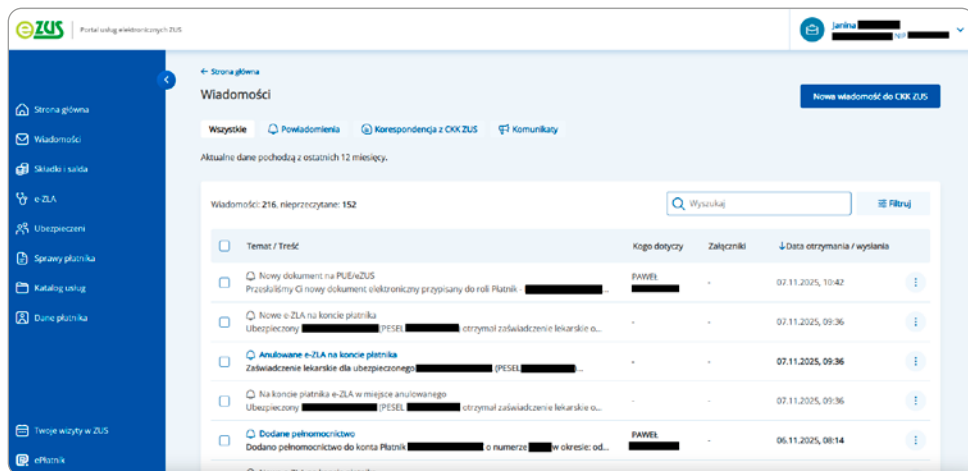 eZUS Portal usług elektronicznych ZUS
Janina
NIP
← Strona główna
Wiadomości
Nowa wiadomość do CKK ZUS
Wszystkie Powiadomienia Korespondencja z CKK ZUS Komunikaty
Aktualne dane pochodzą z ostatnich 12 miesięcy.
Strona główna
Wiadomości
Składki i salda
e-ZLA
Ubezpieczeni
Sprawy płatnika
Katalog usług
Dane płatnika
Twoje wizyty w ZUS
ePłatnik
Wiadomości: 216, nieprzeczytane: 152
Wyszukaj
Filtruj
Temat / Treść Kogo dotyczy Załączniki ↓Data otrzymania / wysłania
Nowy dokument na PUE/eZUS PAWEŁ
Przesłaliśmy Ci nowy dokument elektroniczny przypisany do roli Płatnik - ... - 07.11.2025, 10:42
Nowe e-ZLA na koncie płatnika
Ubezpieczony (PESEL ) otrzymał zaświadczenie lekarskie o... - - 07.11.2025, 09:36
Anulowane e-ZLA na koncie płatnika
Zaświadczenie lekarskie dla ubezpieczonego (PESEL )... - - 07.11.2025, 09:36
Na koncie płatnika e-ZLA w miejsce anulowanego
Ubezpieczony (PESEL ) otrzymał zaświadczenie lekarskie o... - - 07.11.2025, 09:36
Dodane pełnomocnictwo PAWEŁ
Dodano pełnomocnictwo do konta Płatnik o numerze w okresie: od... - 06.11.2025, 08:14